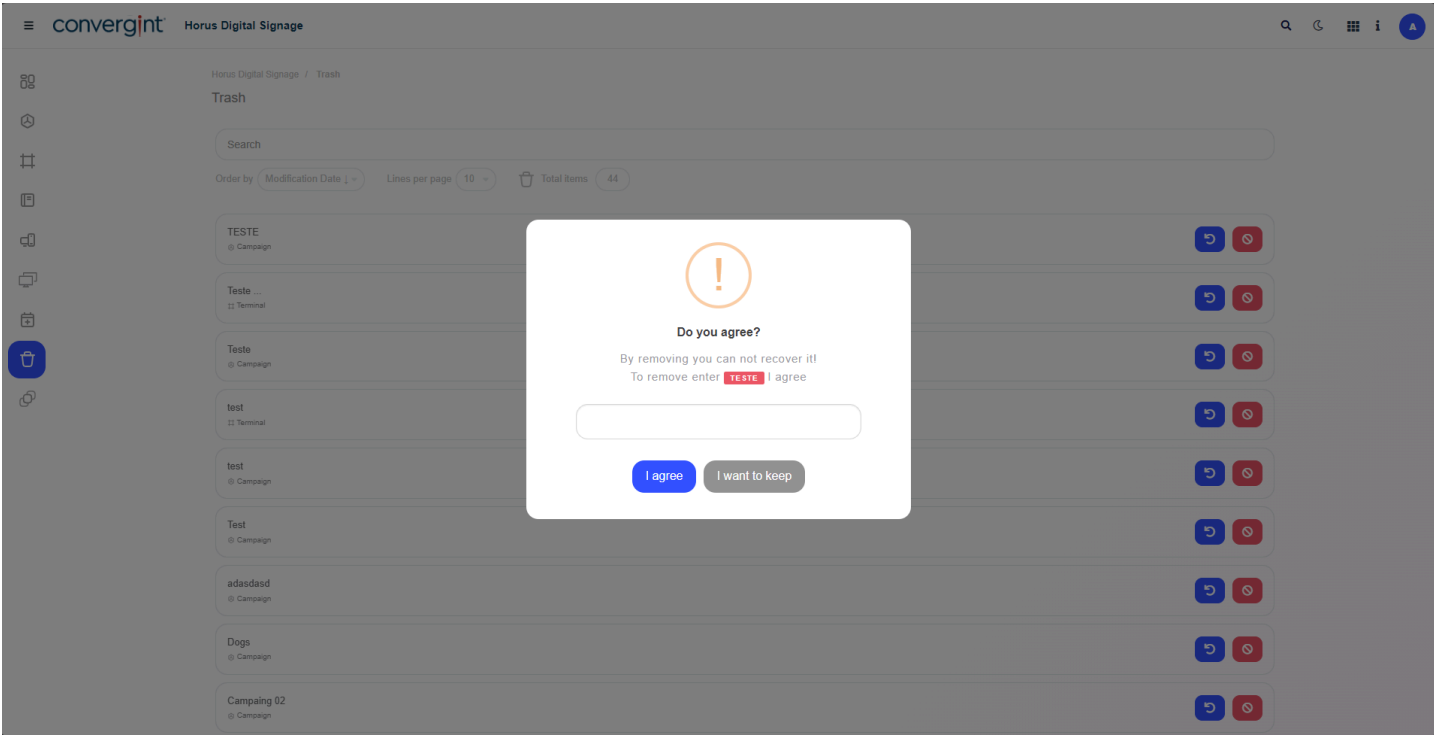 convergint Horus Digital Signage
A
Horus Digital Signage / Trash
Trash
Search
Order by Modification Date ↓ Lines per page 10 Total items 44
TESTE
Campaign
Teste ...
Terminal
Teste
Campaign
test
Terminal
test
Campaign
Test
Campaign
adasdasd
Campaign
Dogs
Campaign
Campaing 02
Campaign
!
Do you agree?
By removing you can not recover it!
To remove enter TESTE I agree
I agree I want to keep